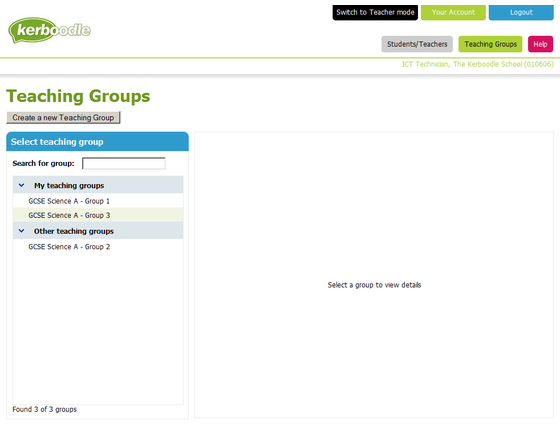 kerboodle
Switch to Teacher mode
Your Account
Logout
Students/Teachers
Teaching Groups
Help
ICT Technician, The Kerboodle School (010606)
Teaching Groups
Create a new Teaching Group
Select teaching group
Search for group:
My teaching groups
GCSE Science A - Group 1
GCSE Science A - Group 3
Other teaching groups
GCSE Science A - Group 2
Select a group to view details
Found 3 of 3 groups